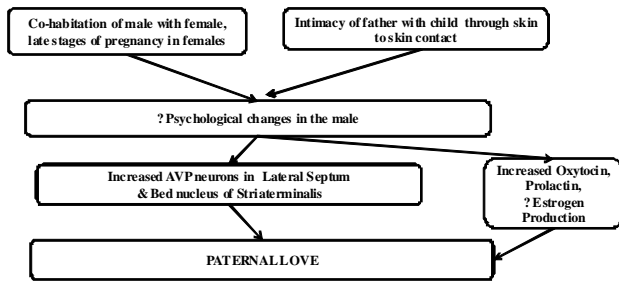 Co-habitation of male with female,
late stages of pregnancy in females
Intimacy of father with child through skin
to skin contact
? Psychological changes in the male
Increased AVP neurons in Lateral Septum
& Bed nucleus of Striaterminalis
Increased Oxytocin,
Prolactin,
? Estrogen
Production
PATERNAL LOVE